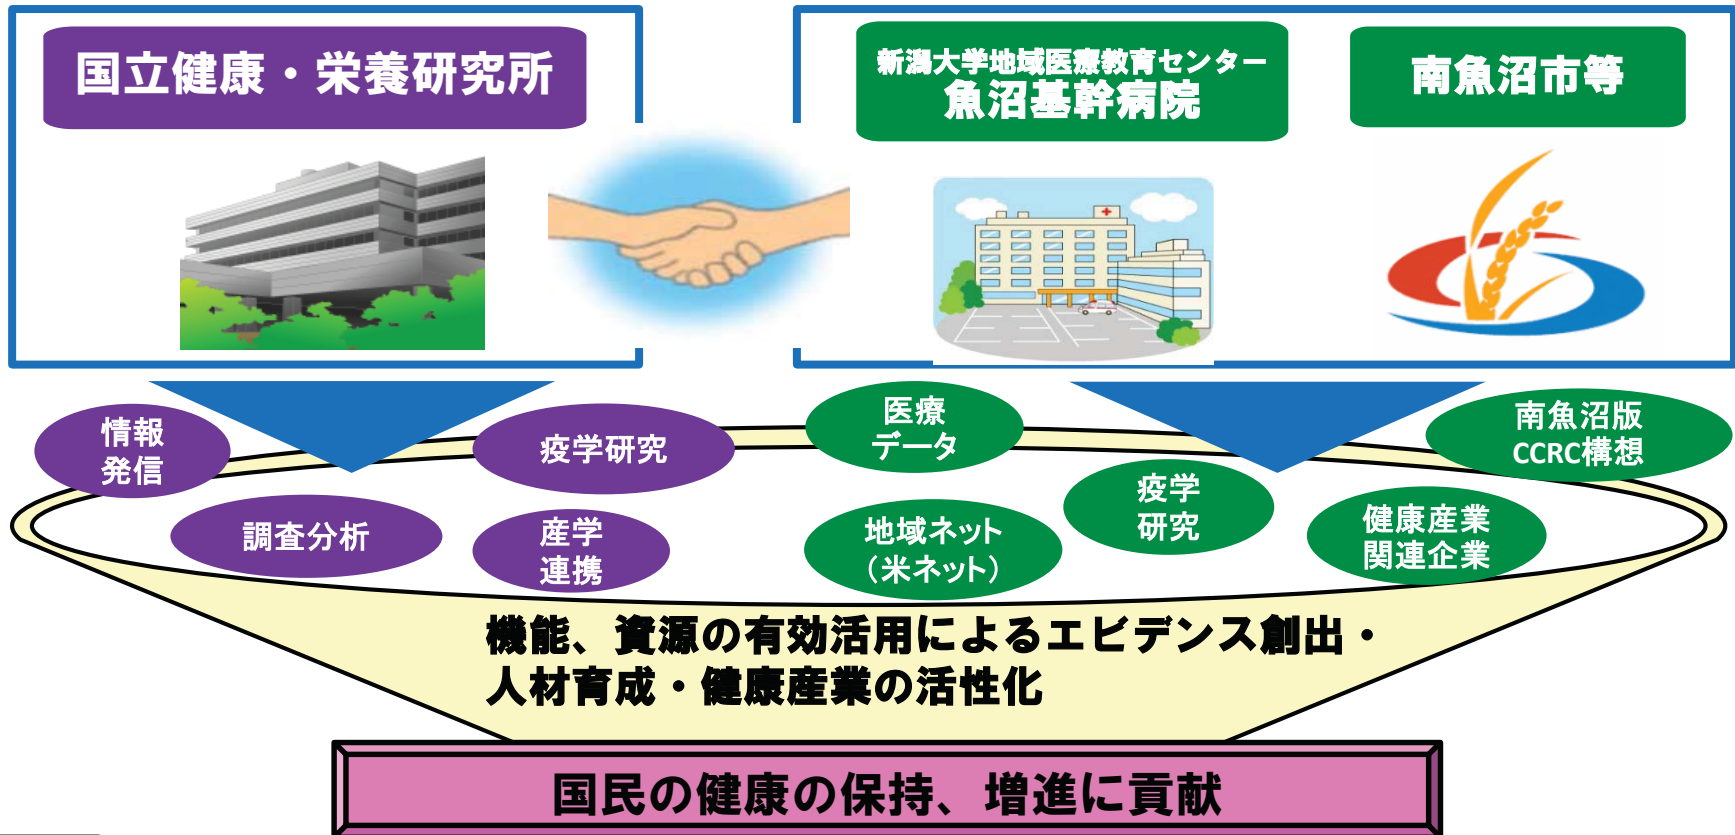 国立健康・栄養研究所
新潟大学地域医療教育センター
魚沼基幹病院
南魚沼市等
情報
発信
疫学研究
調査分析
産学
連携
医療
データ
地域ネット
（米ネット）
疫学
研究
南魚沼版
CCRC構想
健康産業
関連企業
機能、資源の有効活用によるエビデンス創出・
人材育成・健康産業の活性化
国民の健康の保持、増進に貢献